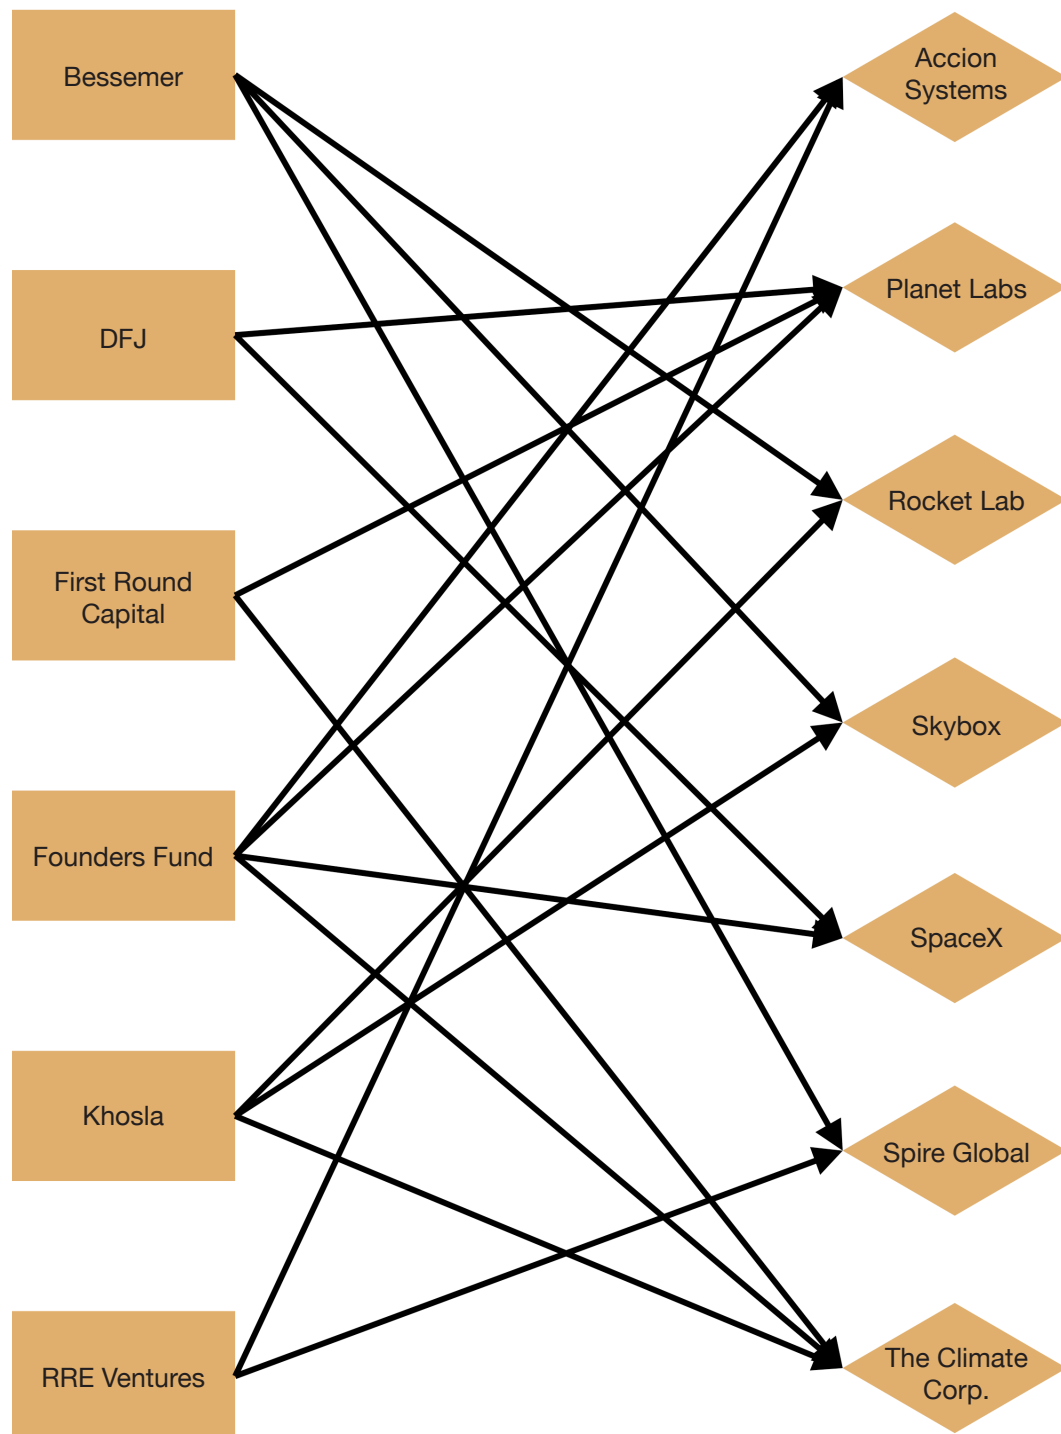 Bessemer
DFJ
First Round
Capital
Founders Fund
Khosla
RRE Ventures
Accion
Systems
Planet Labs
Rocket Lab
Skybox
SpaceX
Spire Global
The Climate
Corp.